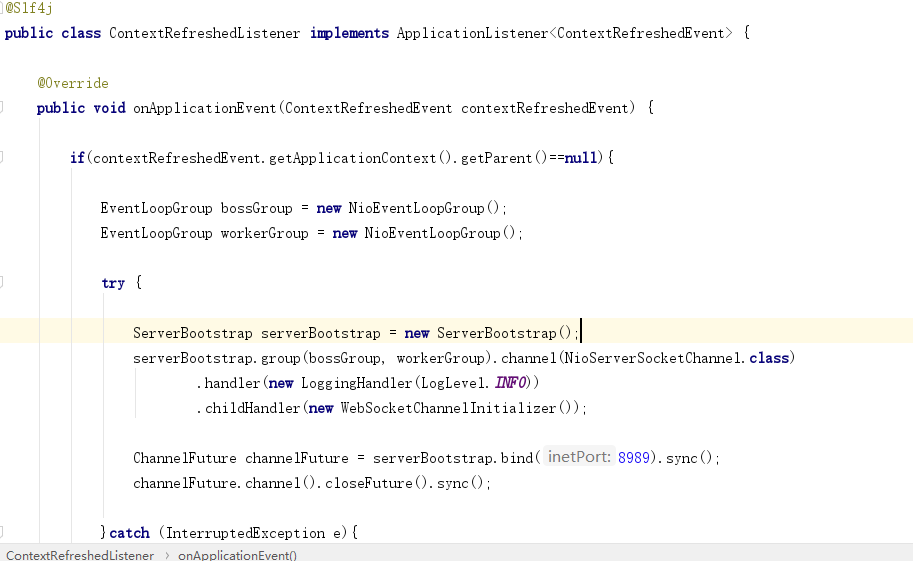 @Slf4j
public class ContextRefreshedListener implements ApplicationListener<ContextRefreshedEvent> {
@Override
public void onApplicationEvent(ContextRefreshedEvent contextRefreshedEvent) {
if(contextRefreshedEvent.getApplicationContext().getParent()==null){
EventLoopGroup bossGroup = new NioEventLoopGroup();
EventLoopGroup workerGroup = new NioEventLoopGroup();
try {
ServerBootstrap serverBootstrap = new ServerBootstrap();
serverBootstrap.group(bossGroup, workerGroup).channel(NioServerSocketChannel.class)
.handler(new LoggingHandler(LogLevel.INFO))
.childHandler(new WebSocketChannelInitializer());
ChannelFuture channelFuture = serverBootstrap.bind( inetPort: 8989).sync();
channelFuture.channel().closeFuture().sync();
}catch (InterruptedException e){
ContextRefreshedListener › onApplicationEvent()